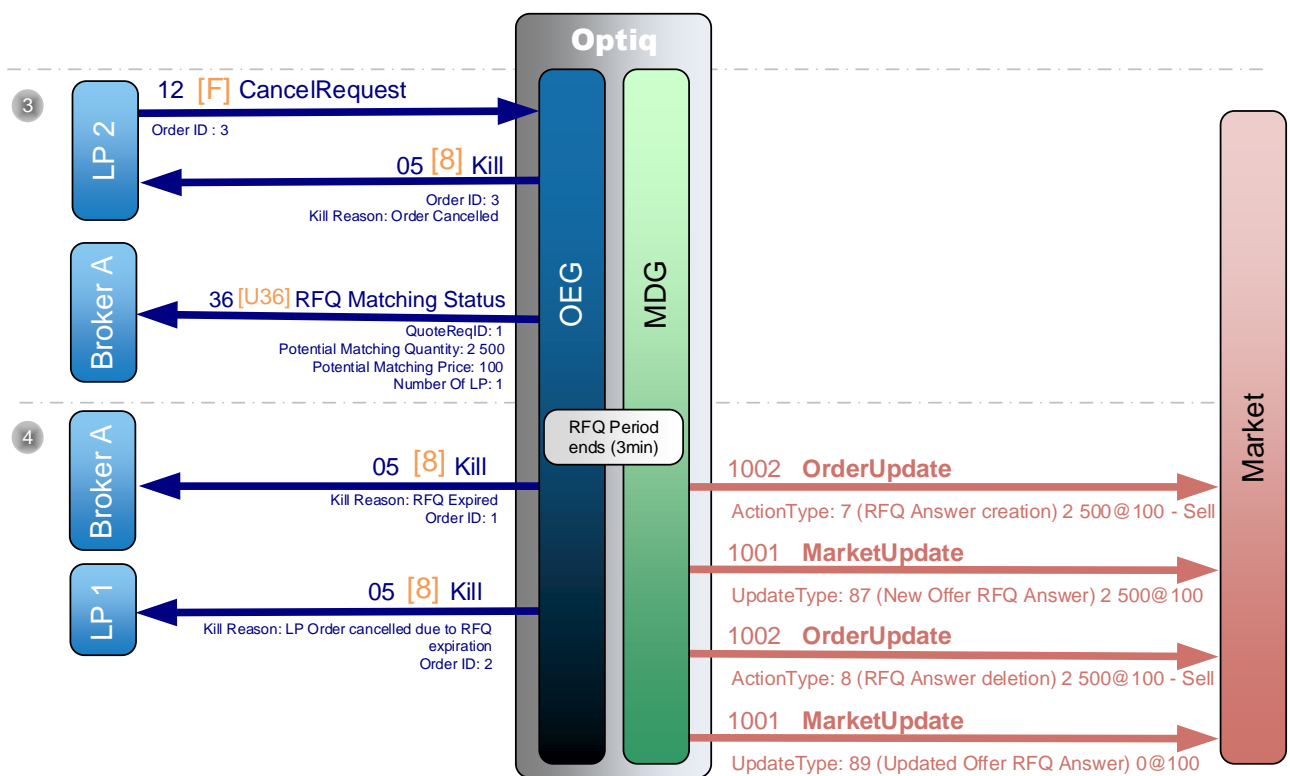 Optiq
3
LP 2
12 [F] CancelRequest
Order ID : 3
05 [8] Kill
Order ID: 3
Kill Reason: Order Cancelled
Broker A
36 [U36] RFQ Matching Status
QuoteReqID: 1
Potential Matching Quantity: 2 500
Potential Matching Price: 100
Number Of LP: 1
OEG
MDG
Market
4
RFQ Period
ends (3min)
Broker A
05 [8] Kill
Kill Reason: RFQ Expired
Order ID: 1
LP 1
05 [8] Kill
Kill Reason: LP Order cancelled due to RFQ
expiration
Order ID: 2
1002 OrderUpdate
ActionType: 7 (RFQ Answer creation) 2 500@100 - Sell
1001 MarketUpdate
UpdateType: 87 (New Offer RFQ Answer) 2 500@100
1002 OrderUpdate
ActionType: 8 (RFQ Answer deletion) 2 500@100 - Sell
1001 MarketUpdate
UpdateType: 89 (Updated Offer RFQ Answer) 0@100